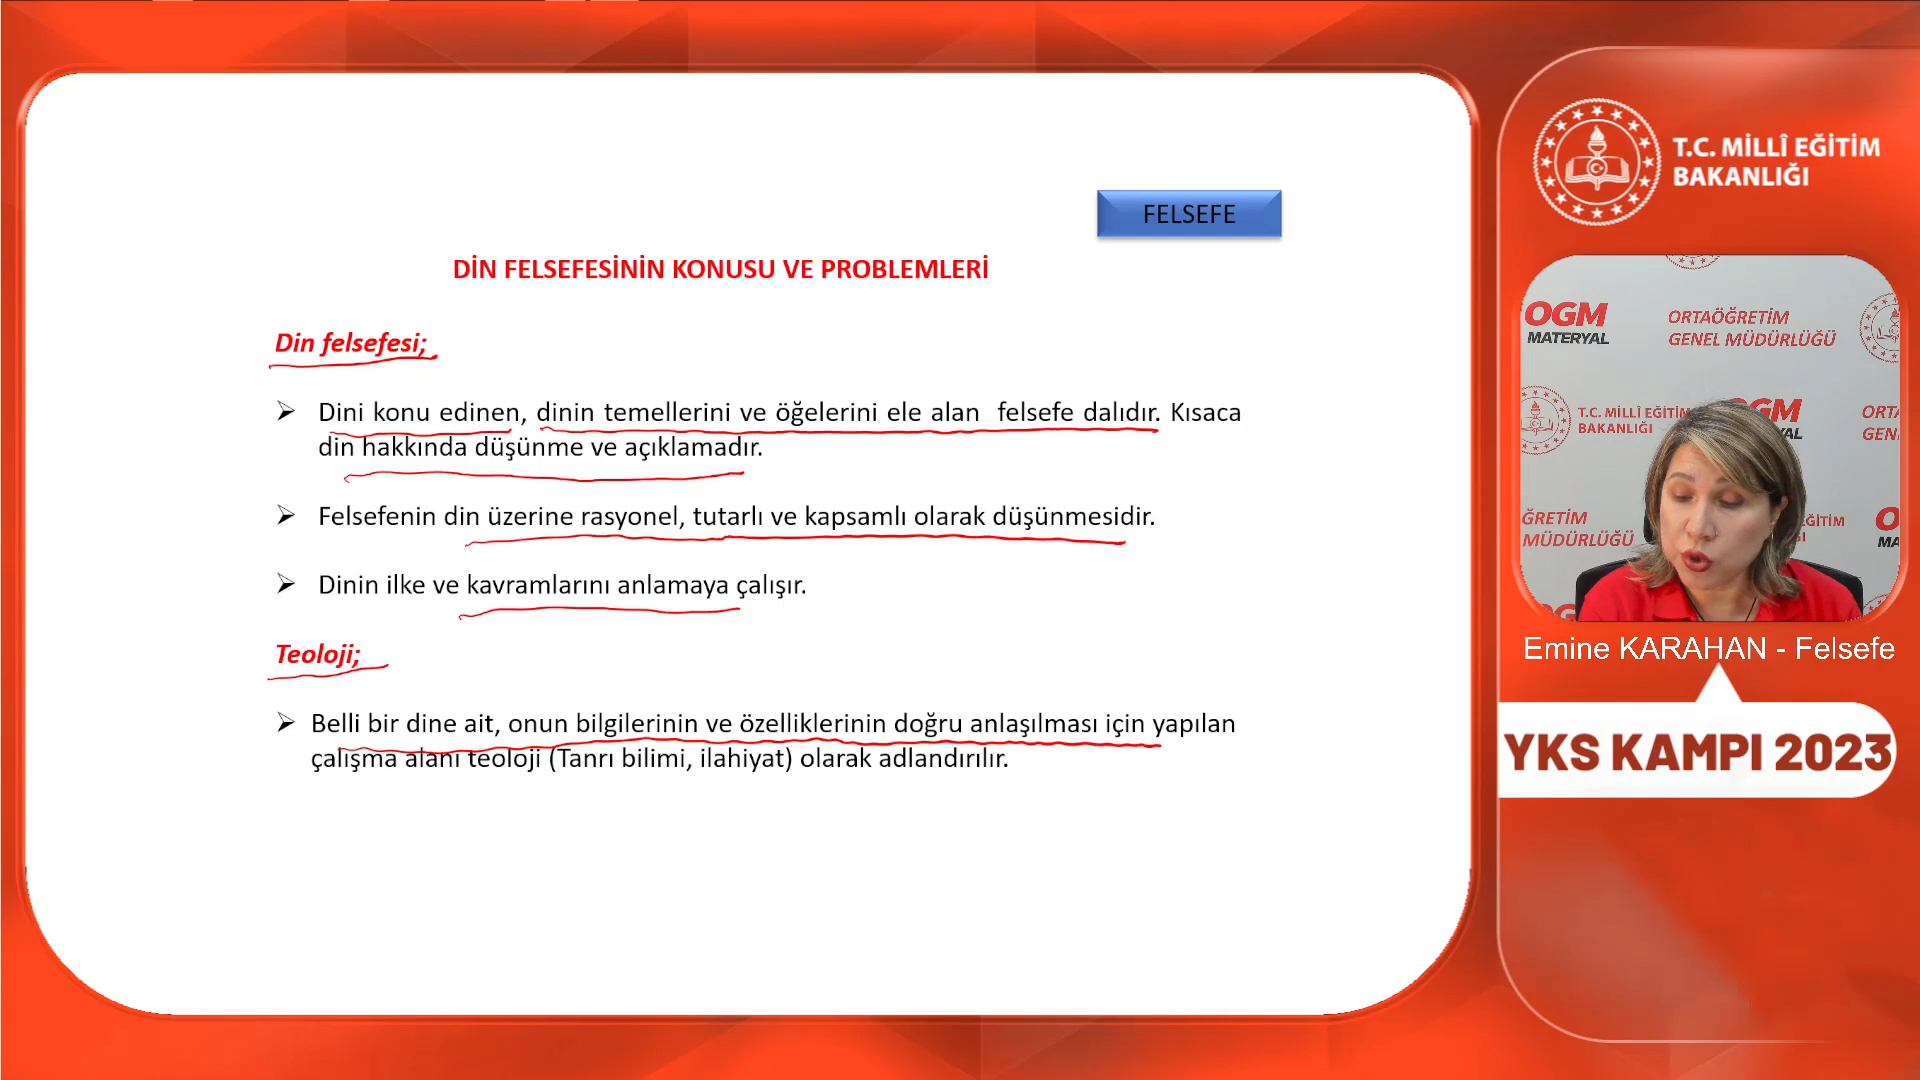 FELSEFE
DİN FELSEFESİNİN KONUSU VE PROBLEMLERİ
Din felsefesi;
➢ Dini konu edinen, dinin temellerini ve öğelerini ele alan felsefe dalıdır. Kısaca
din hakkında düşünme ve açıklamadır.
➢ Felsefenin din üzerine rasyonel, tutarlı ve kapsamlı olarak düşünmesidir.
➢ Dinin ilke ve kavramlarını anlamaya çalışır.
Teoloji;
➢ Belli bir dine ait, onun bilgilerinin ve özelliklerinin doğru anlaşılması için yapılan
çalışma alanı teoloji (Tanrı bilimi, ilahiyat) olarak adlandırılır.
T.C. MİLLÎ EĞİTİM
BAKANLIĞI
OGM
MATERYAL
ORTAÖĞRETİM
GENEL MÜDÜRLÜĞÜ
T.C. MİLLÎ EĞİTİM
BAKANLIĞI
ORTA
GEN
ĞRETİM
MÜDÜRLÜĞÜ
Emine KARAHAN - Felsefe
YKS KAMPI 2023